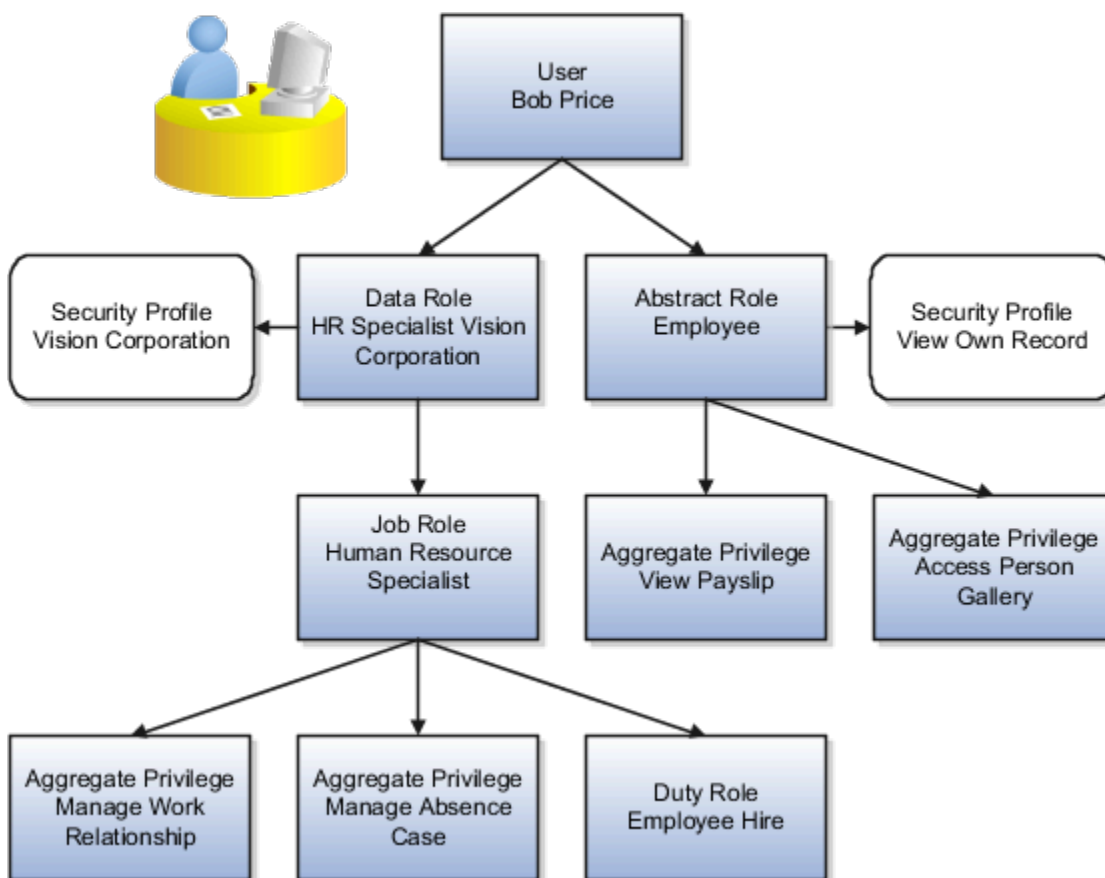 User
Bob Price
Security Profile
Vision Corporation
Data Role
HR Specialist Vision
Corporation
Abstract Role
Employee
Security Profile
View Own Record
Job Role
Human Resource
Specialist
Aggregate Privilege
View Payslip
Aggregate Privilege
Access Person
Gallery
Aggregate Privilege
Manage Work
Relationship
Aggregate Privilege
Manage Absence
Case
Duty Role
Employee Hire